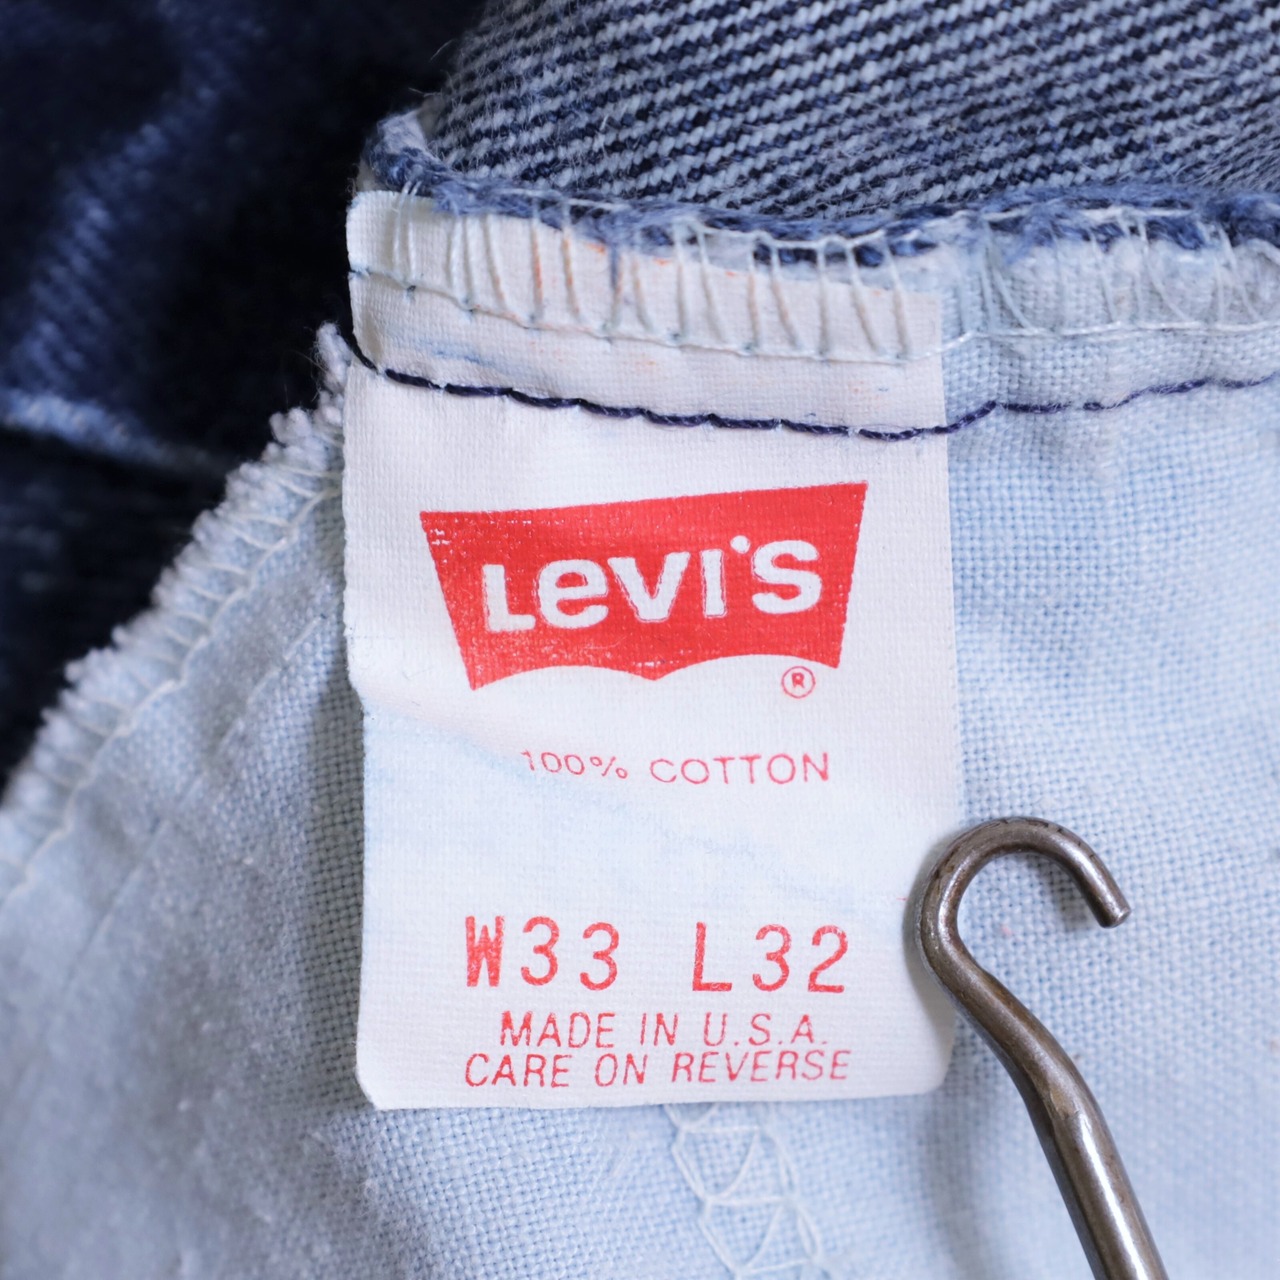 LEVI'S
®
100% COTTON
W33 L32
MADE IN U.S.A.
CARE ON REVERSE